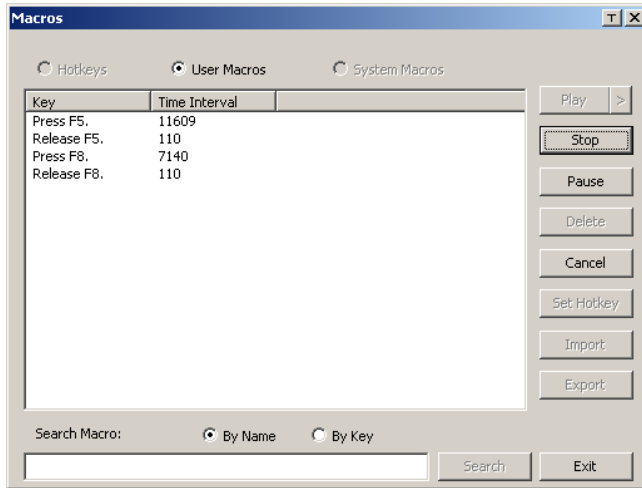 Macros
T X
Hotkeys User Macros System Macros
Key Time Interval
Press F5. 11609
Release F5. 110
Press F8. 7140
Release F8. 110
Play >
Stop
Pause
Delete
Cancel
Set Hotkey
Import
Export
Search Macro: By Name By Key
Search Exit